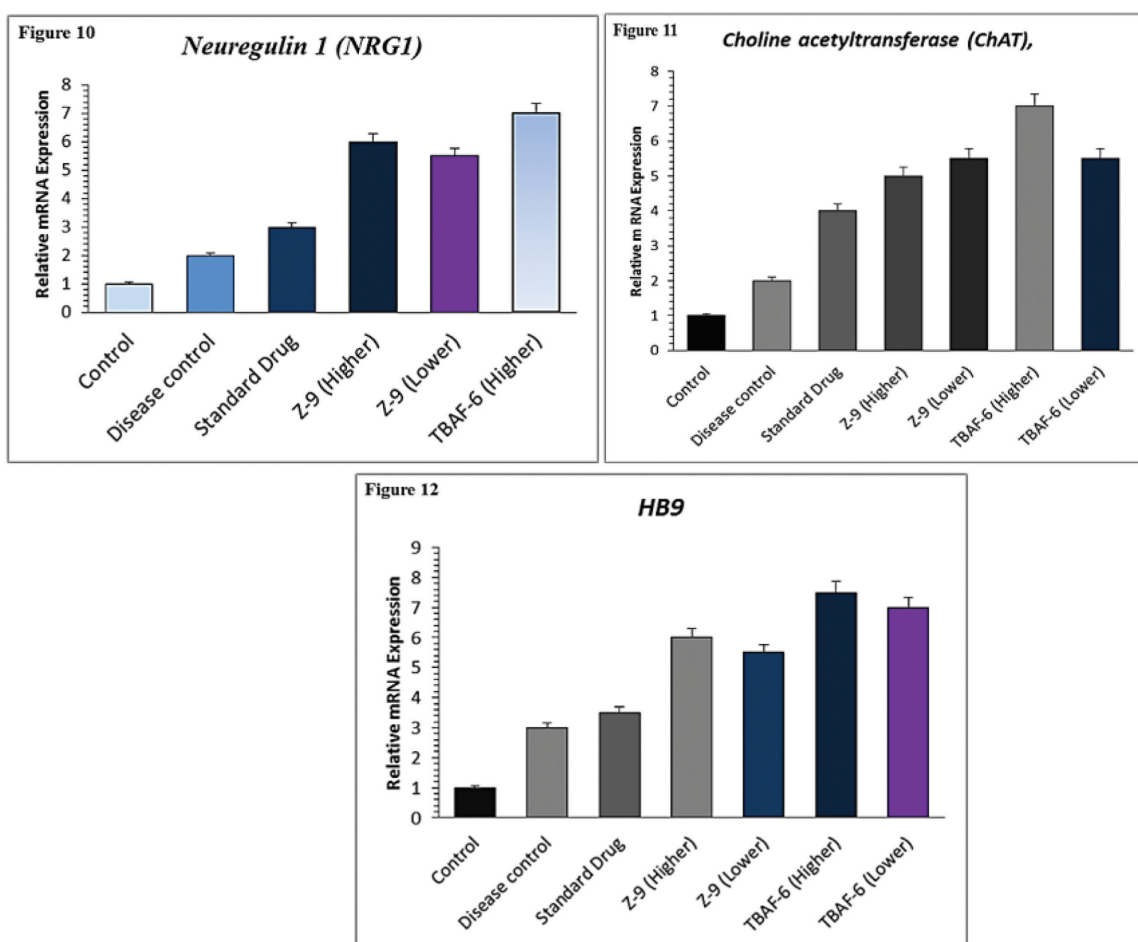 Figure 10
Neuregulin 1 (NRG1)
Relative mRNA Expression
8
7
6
5
4
3
2
1
0
Control
Disease control
Standard Drug
Z-9 (Higher)
Z-9 (Lower)
TBAF-6 (Higher)
Figure 11
Choline acetyltransferase (ChAT),
Relative m RNA Expression
8
7
6
5
4
3
2
1
0
Control
Disease control
Standard Drug
Z-9 (Higher)
Z-9 (Lower)
TBAF-6 (Higher)
TBAF-6 (Lower)
Figure 12
HB9
Relative mRNA Expression
9
8
7
6
5
4
3
2
1
0
Control
Disease control
Standard Drug
Z-9 (Higher)
Z-9 (Lower)
TBAF-6 (Higher)
TBAF-6 (Lower)